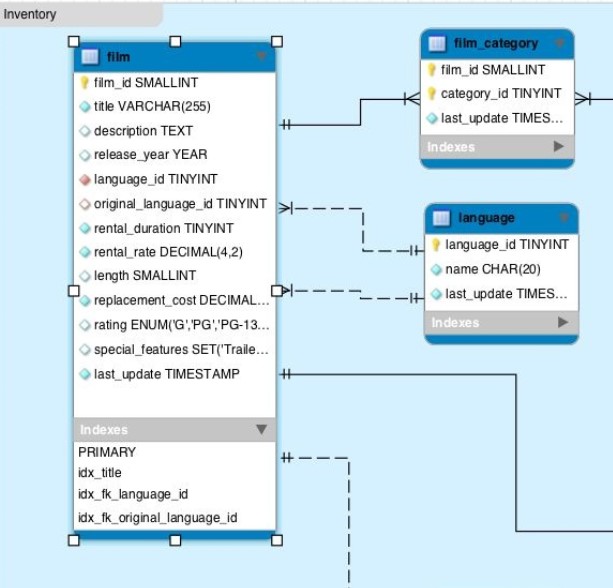 Inventory
film
film_id SMALLINT
title VARCHAR(255)
description TEXT
release_year YEAR
language_id TINYINT
original_language_id TINYINT
rental_duration TINYINT
rental_rate DECIMAL(4,2)
length SMALLINT
replacement_cost DECIMAL...
rating ENUM('G','PG','PG-13...
special_features SET('Traile...
last_update TIMESTAMP
Indexes
PRIMARY
idx_title
idx_fk_language_id
idx_fk_original_language_id
film_category
film_id SMALLINT
category_id TINYINT
last_update TIMES...
Indexes
language
language_id TINYINT
name CHAR(20)
last_update TIMES...
Indexes